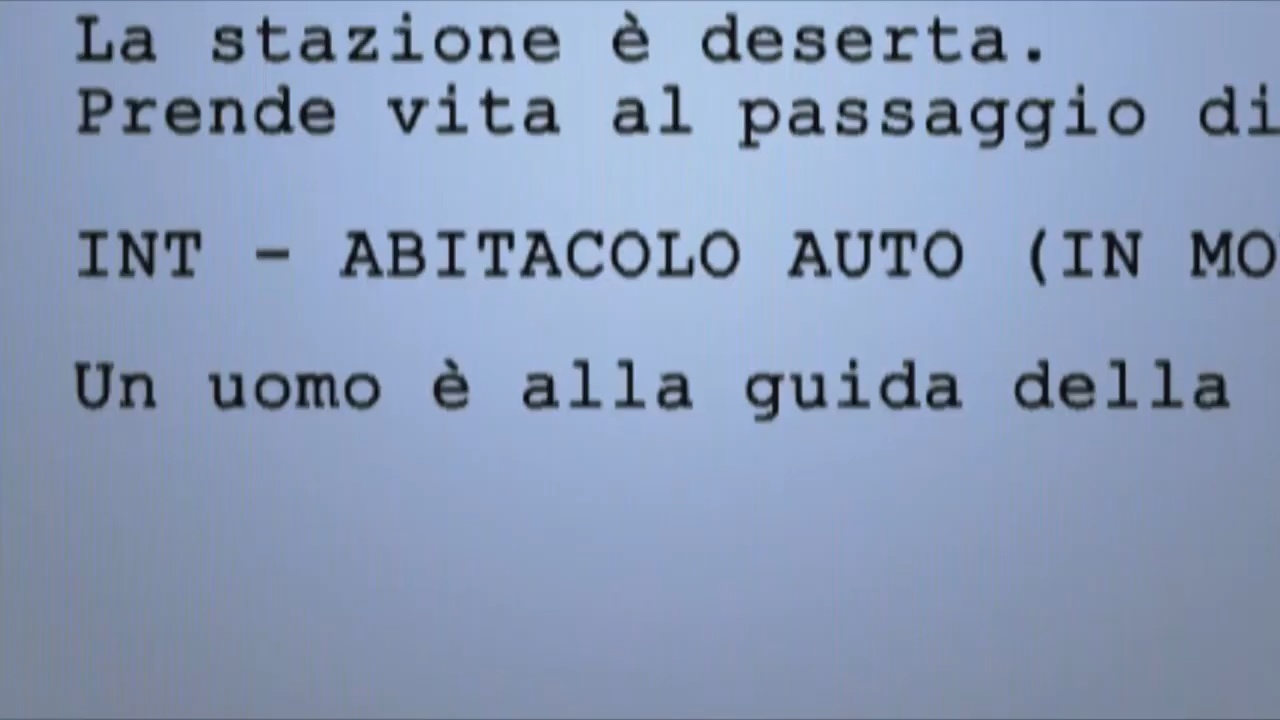 La stazione è deserta.
Prende vita al passaggio di
INT - ABITACOLO AUTO (IN MO
Un uomo è alla guida della